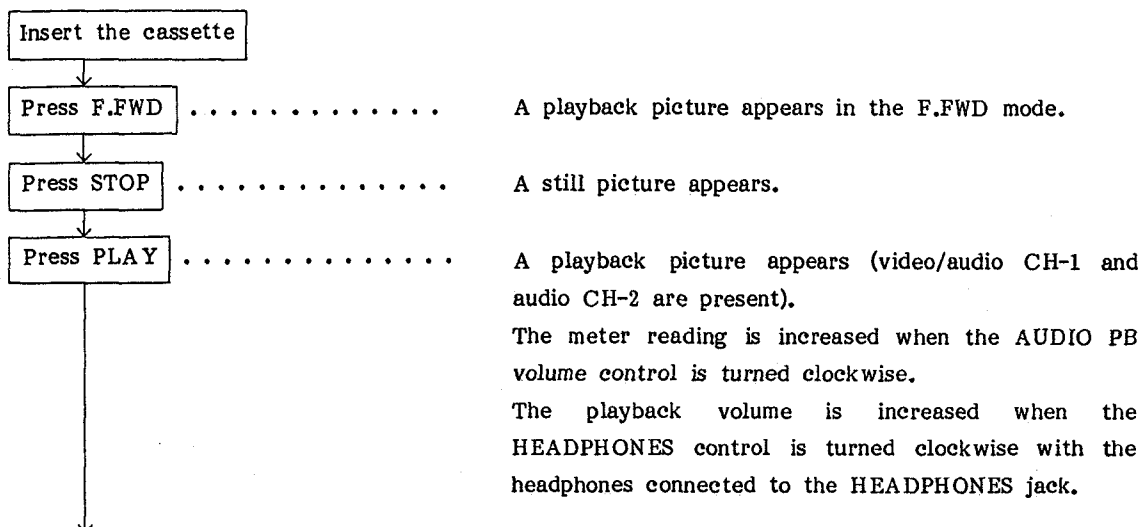 Insert the cassette
Press F.FWD . . . . . . . . . . . . . A playback picture appears in the F.FWD mode.
Press STOP . . . . . . . . . . . . . . A still picture appears.
Press PLAY . . . . . . . . . . . . . . A playback picture appears (video/audio CH-1 and
audio CH-2 are present).
The meter reading is increased when the AUDIO PB
volume control is turned clockwise.
The playback volume is increased when the
HEADPHONES control is turned clockwise with the
headphones connected to the HEADPHONES jack.